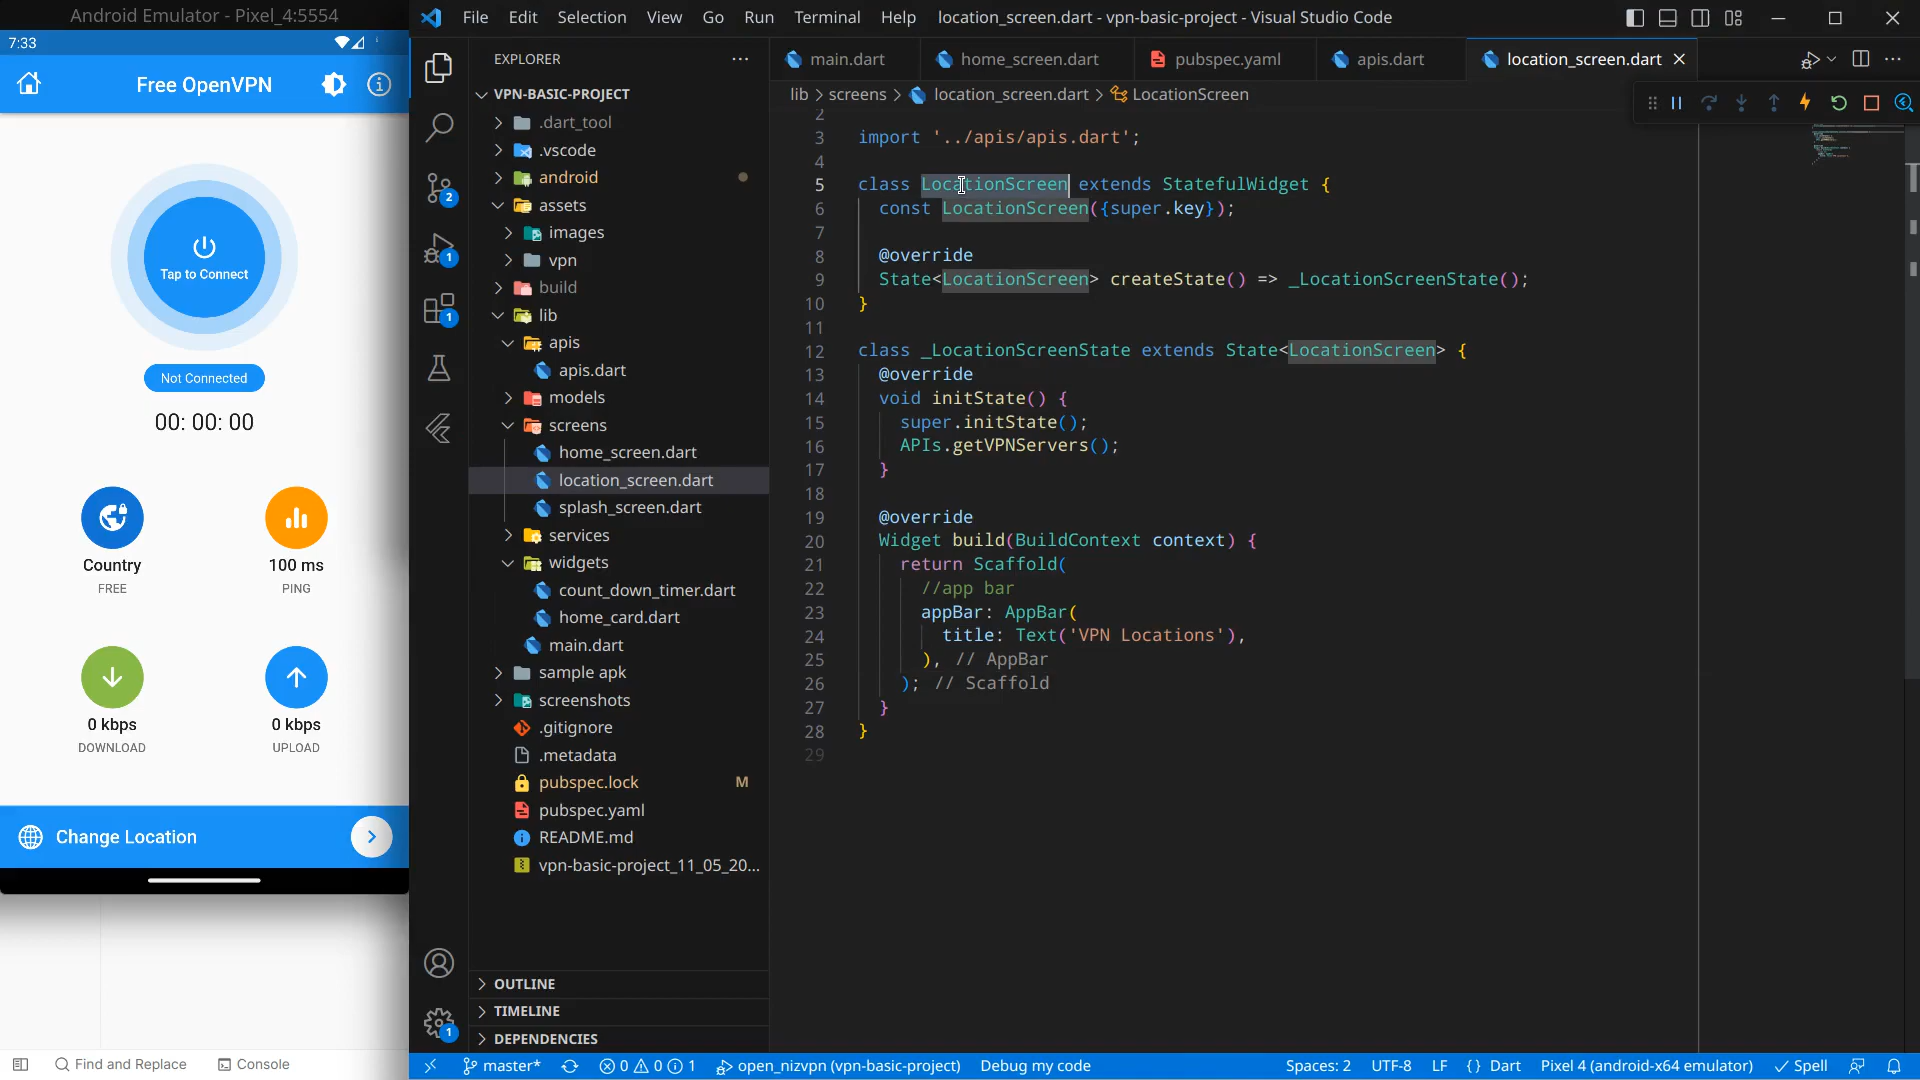 Android Emulator - Pixel_4:5554
7:33
Free OpenVPN
Tap to Connect
Not Connected
00: 00: 00
Country
FREE
100 ms
PING
0 kbps
DOWNLOAD
0 kbps
UPLOAD
Change Location
Find and Replace
Console
File Edit Selection View Go Run Terminal Help
location_screen.dart - vpn-basic-project - Visual Studio Code
2
1
1
1
EXPLORER
VPN-BASIC-PROJECT
.dart_tool
.vscode
android
assets
images
vpn
build
lib
apis
apis.dart
models
screens
home_screen.dart
location_screen.dart
splash_screen.dart
services
widgets
count_down_timer.dart
home_card.dart
main.dart
sample apk
screenshots
.gitignore
.metadata
pubspec.lock M
pubspec.yaml
README.md
vpn-basic-project_11_05_20...
OUTLINE
TIMELINE
DEPENDENCIES
main.dart
home_screen.dart
pubspec.yaml
apis.dart
location_screen.dart
lib > screens > location_screen.dart > LocationScreen
2
3 import '../apis/apis.dart';
4
5 class LocationScreen extends StatefulWidget {
6 const LocationScreen({super.key});
7
8 @override
9 State<LocationScreen> createState() => _LocationScreenState();
10 }
11
12 class _LocationScreenState extends State<LocationScreen> {
13 @override
14 void initState() {
15 super.initState();
16 APIs.getVPNServers();
17 }
18
19 @override
20 Widget build(BuildContext context) {
21 return Scaffold(
22 //app bar
23 appBar: AppBar(
24 title: Text('VPN Locations'),
25 ), // AppBar
26 ); // Scaffold
27 }
28 }
29
master* 0 0 1 open_nizvpn (vpn-basic-project) Debug my code Spaces: 2 UTF-8 LF { } Dart Pixel 4 (android-x64 emulator) Spell